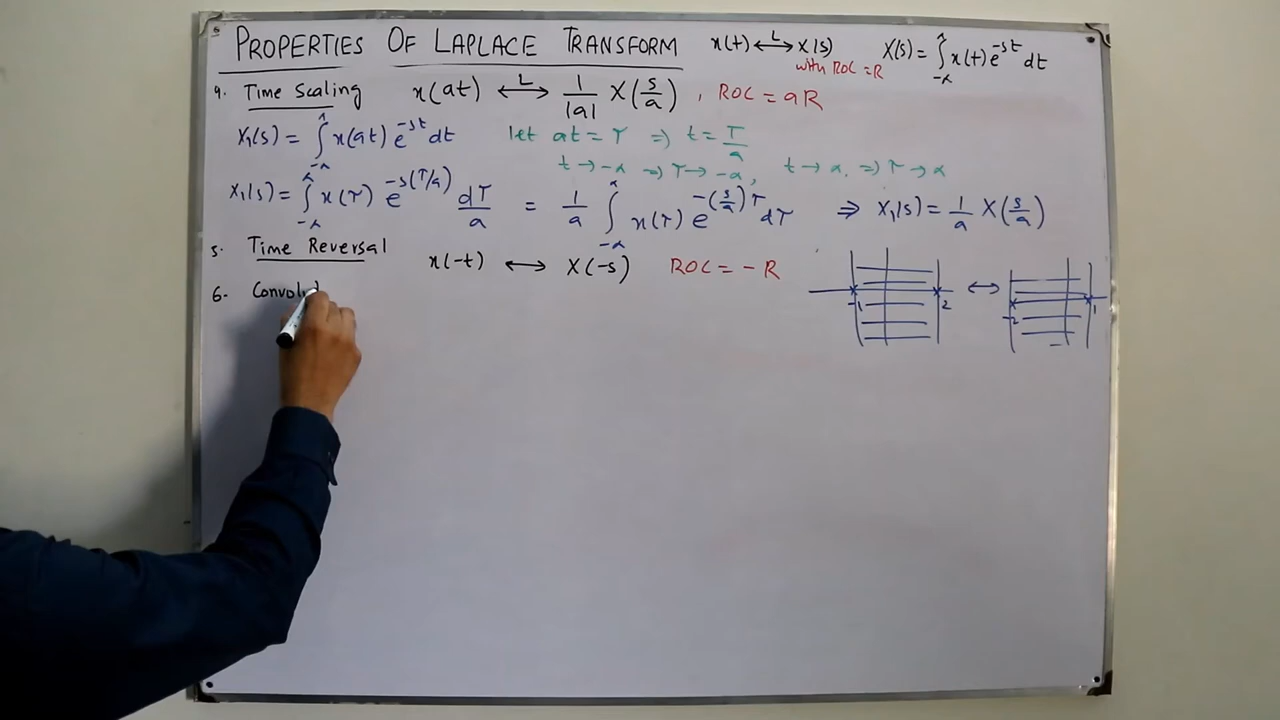 PROPERTIES OF LAPLACE TRANSFORM x(t) ⟷L X(s) X(s) = ∫_{-∞}^{∞} x(t) e^{-st} dt
with ROC = R
4. Time Scaling x(at) ⟷L 1/|a| X(s/a), ROC = aR
X₁(s) = ∫_{-∞}^{∞} x(at) e^{-st} dt let at = τ ⇒ t = τ/a
t → -∞ ⇒ τ → -∞, t → ∞, ⇒ τ → ∞
X₁(s) = ∫_{-∞}^{∞} x(τ) e^{-s(τ/a)} dτ/a = 1/a ∫_{-∞}^{∞} x(τ) e^{-(s/a)τ} dτ ⇒ X₁(s) = 1/a X(s/a)
5. Time Reversal x(-t) ⟷ X(-s) ROC = -R
6. Convol
-1 2 ⟷ -2 1